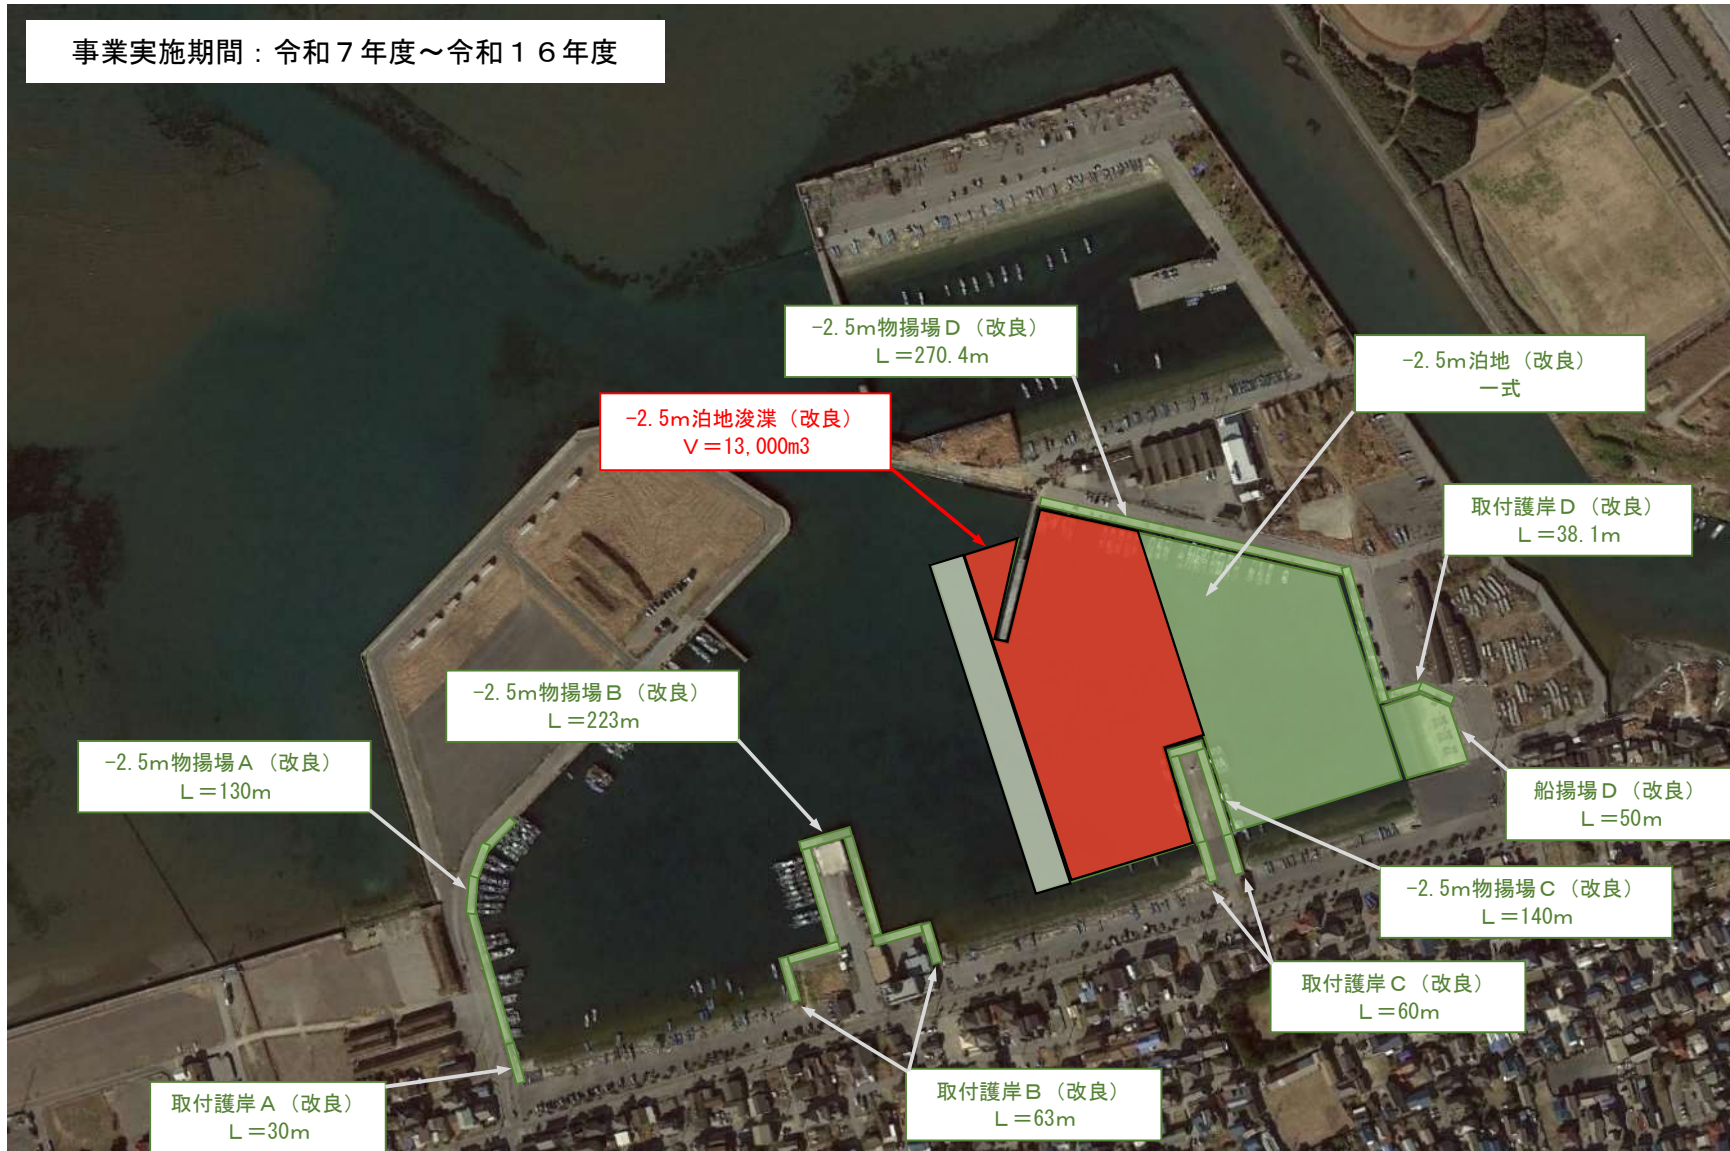 事業実施期間：令和７年度～令和１６年度
-2.5m物揚場Ｄ（改良）
Ｌ＝270.4m
-2.5m泊地（改良）
一式
-2.5m泊地浚渫（改良）
Ｖ＝13,000m3
取付護岸Ｄ（改良）
Ｌ＝38.1m
-2.5m物揚場Ｂ（改良）
Ｌ＝223m
-2.5m物揚場Ａ（改良）
Ｌ＝130m
船揚場Ｄ（改良）
Ｌ＝50m
-2.5m物揚場Ｃ（改良）
Ｌ＝140m
取付護岸Ｃ（改良）
Ｌ＝60m
取付護岸Ｂ（改良）
Ｌ＝63m
取付護岸Ａ（改良）
Ｌ＝30m